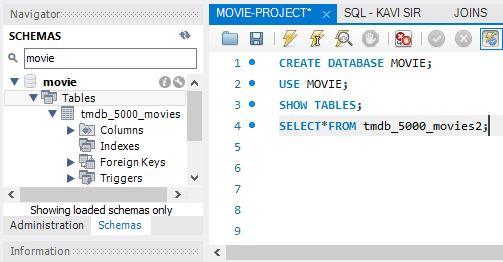 Navigator
SCHEMAS
movie
movie
Tables
tmdb_5000_movies
Columns
Indexes
Foreign Keys
Triggers
Showing loaded schemas only
Administration Schemas
Information
MOVIE-PROJECT* SQL - KAVI SIR JOINS
1 CREATE DATABASE MOVIE;
2 USE MOVIE;
3 SHOW TABLES;
4 SELECT*FROM tmdb_5000_movies2;
5
6
7
8
9